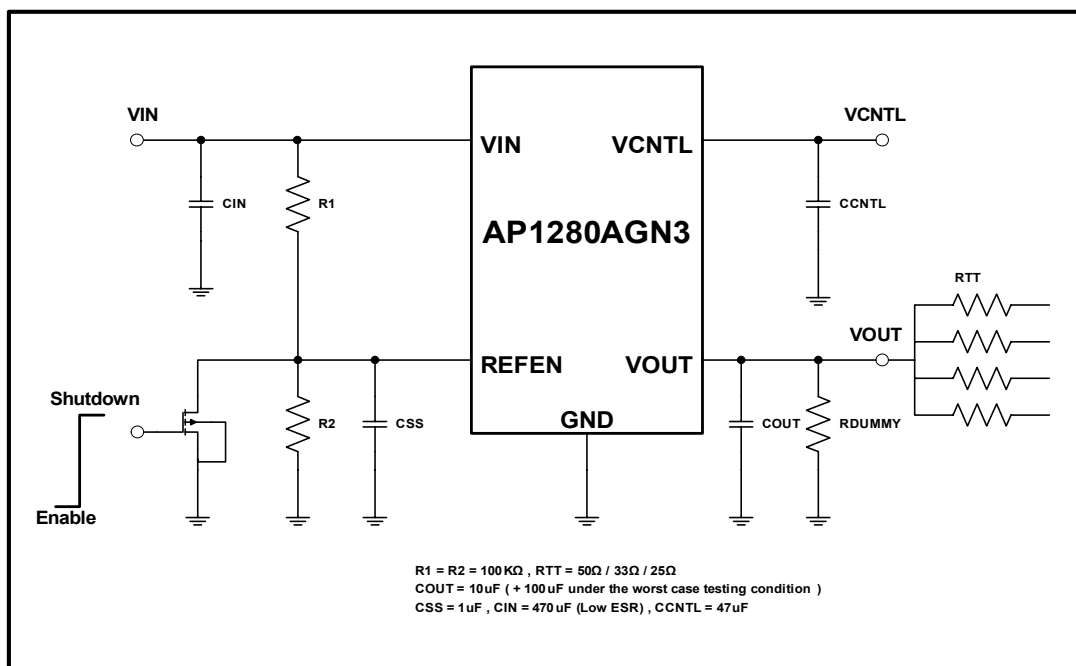 VIN
VCNTL
VIN
VCNTL
CIN
R1
CCNTL
AP1280AGN3
RTT
VOUT
REFEN
VOUT
Shutdown
GND
R2
CSS
COUT
RDUMMY
Enable
R1 = R2 = 100KΩ , RTT = 50Ω / 33Ω / 25Ω
COUT = 10uF ( + 100uF under the worst case testing condition )
CSS = 1uF , CIN = 470uF (Low ESR) , CCNTL = 47uF